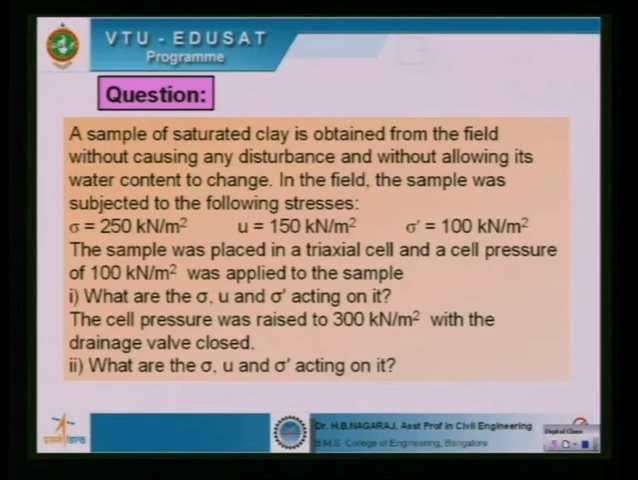 VTU - EDUSAT
Programme
Question:
A sample of saturated clay is obtained from the field
without causing any disturbance and without allowing its
water content to change. In the field, the sample was
subjected to the following stresses:
σ = 250 kN/m² u = 150 kN/m² σ′ = 100 kN/m²
The sample was placed in a triaxial cell and a cell pressure
of 100 kN/m² was applied to the sample
i) What are the σ, u and σ′ acting on it?
The cell pressure was raised to 300 kN/m² with the
drainage valve closed.
ii) What are the σ, u and σ′ acting on it?
Dr. H.B.NAGARAJ, Asst Prof in Civil Engineering
B.M.S. College of Engineering, Bangalore